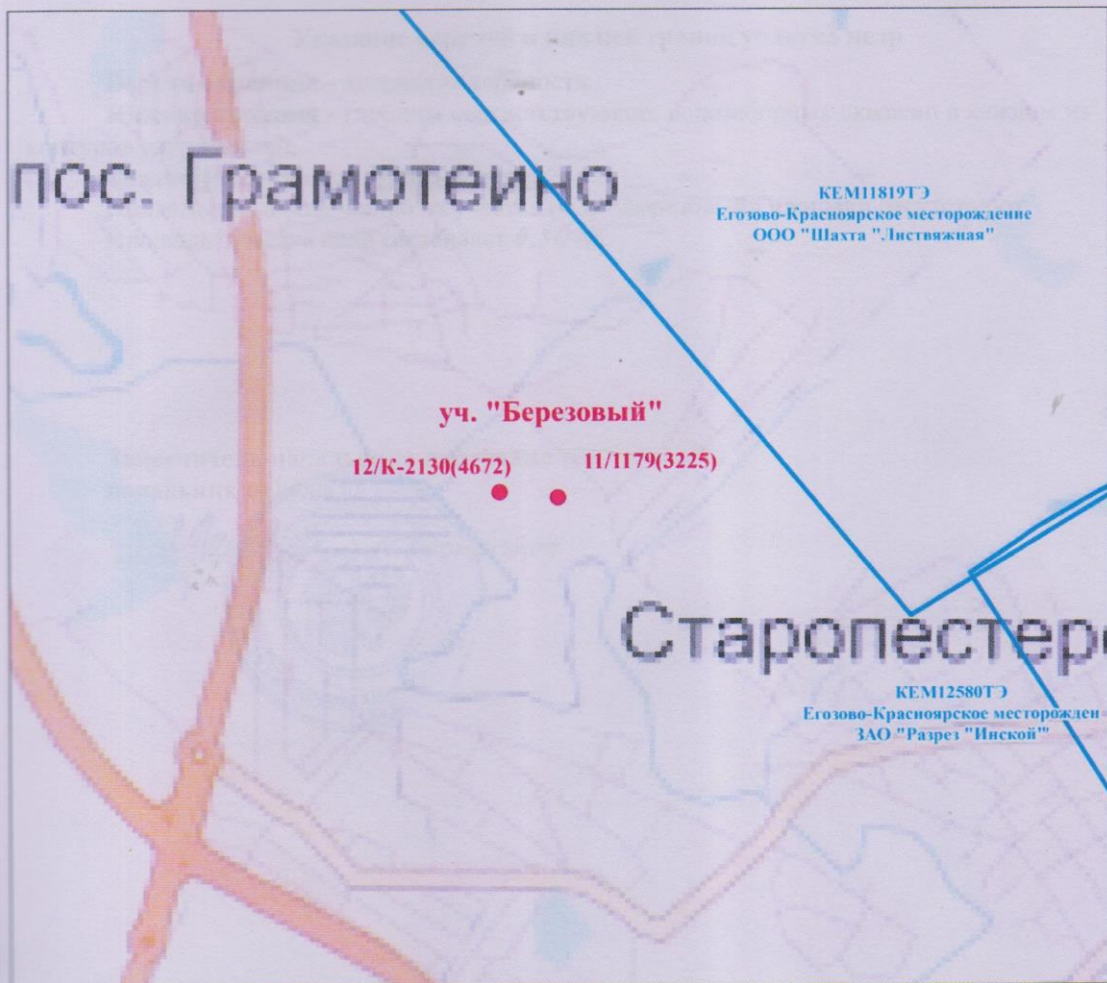 пос. Грамотеино
КЕМ11819ТЭ
Егозово-Красноярское месторождение
ООО "Шахта "Листвяжная"
уч. "Березовый"
12/К-2130(4672)
11/1179(3225)
Старопестере
КЕМ12580ТЭ
Егозово-Красноярское месторожден
ЗАО "Разрез "Инской"